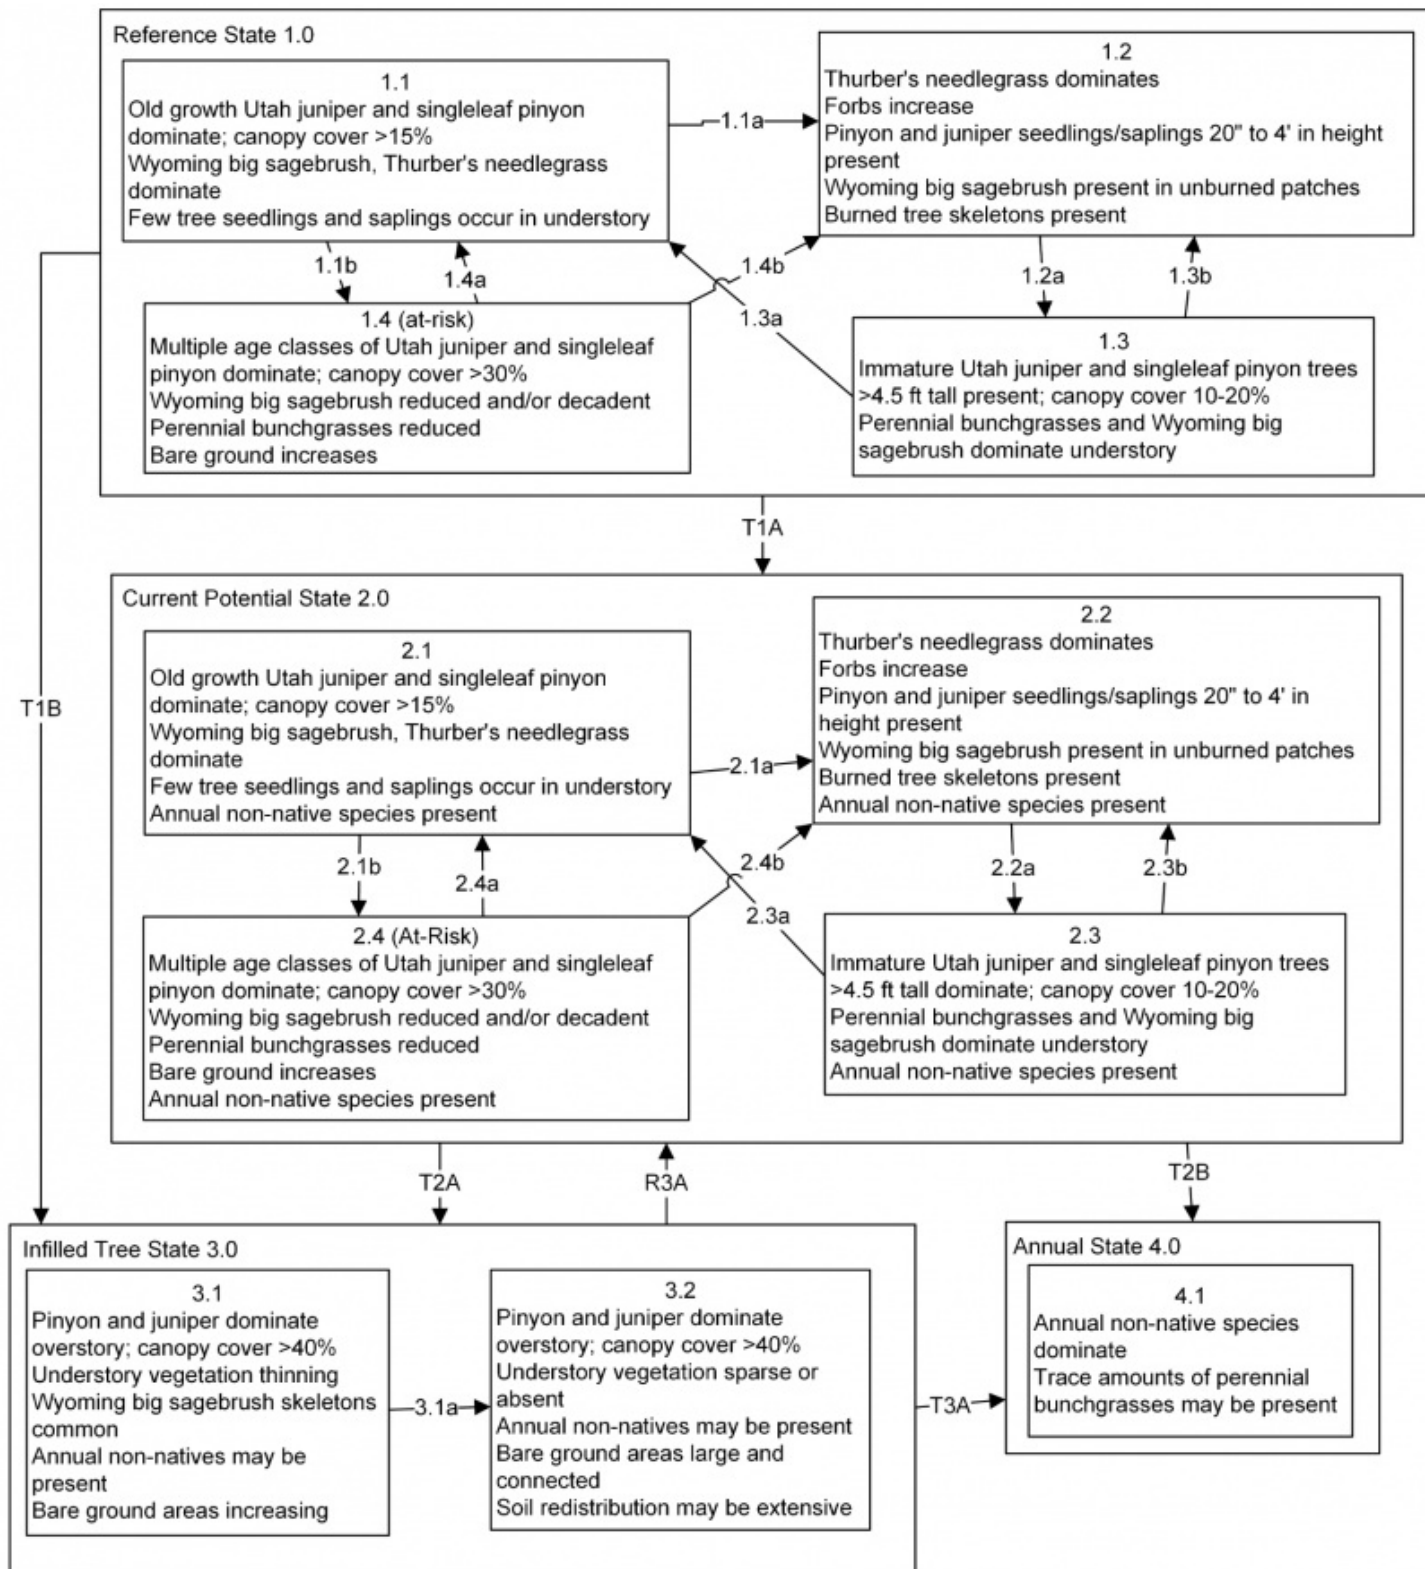 Reference State 1.0
1.1
Old growth Utah juniper and singleleaf pinyon
dominate; canopy cover >15%
Wyoming big sagebrush, Thurber's needlegrass
dominate
Few tree seedlings and saplings occur in understory
1.1a
1.2
Thurber's needlegrass dominates
Forbs increase
Pinyon and juniper seedlings/saplings 20" to 4' in height
present
Wyoming big sagebrush present in unburned patches
Burned tree skeletons present
1.1b
1.4a
1.4b
1.3a
1.2a
1.3b
1.4 (at-risk)
Multiple age classes of Utah juniper and singleleaf
pinyon dominate; canopy cover >30%
Wyoming big sagebrush reduced and/or decadent
Perennial bunchgrasses reduced
Bare ground increases
1.3
Immature Utah juniper and singleleaf pinyon trees
>4.5 ft tall present; canopy cover 10-20%
Perennial bunchgrasses and Wyoming big
sagebrush dominate understory
T1A
T1B
Current Potential State 2.0
2.1
Old growth Utah juniper and singleleaf pinyon
dominate; canopy cover >15%
Wyoming big sagebrush, Thurber's needlegrass
dominate
Few tree seedlings and saplings occur in understory
Annual non-native species present
2.1a
2.2
Thurber's needlegrass dominates
Forbs increase
Pinyon and juniper seedlings/saplings 20" to 4' in
height present
Wyoming big sagebrush present in unburned patches
Burned tree skeletons present
Annual non-native species present
2.1b
2.4a
2.4b
2.3a
2.2a
2.3b
2.4 (At-Risk)
Multiple age classes of Utah juniper and singleleaf
pinyon dominate; canopy cover >30%
Wyoming big sagebrush reduced and/or decadent
Perennial bunchgrasses reduced
Bare ground increases
Annual non-native species present
2.3
Immature Utah juniper and singleleaf pinyon trees
>4.5 ft tall dominate; canopy cover 10-20%
Perennial bunchgrasses and Wyoming big
sagebrush dominate understory
Annual non-native species present
T2A
R3A
T2B
Infilled Tree State 3.0
3.1
Pinyon and juniper dominate
overstory; canopy cover >40%
Understory vegetation thinning
Wyoming big sagebrush skeletons
common
Annual non-natives may be
present
Bare ground areas increasing
3.1a
3.2
Pinyon and juniper dominate
overstory; canopy cover >40%
Understory vegetation sparse or
absent
Annual non-natives may be present
Bare ground areas large and
connected
Soil redistribution may be extensive
T3A
Annual State 4.0
4.1
Annual non-native species
dominate
Trace amounts of perennial
bunchgrasses may be present